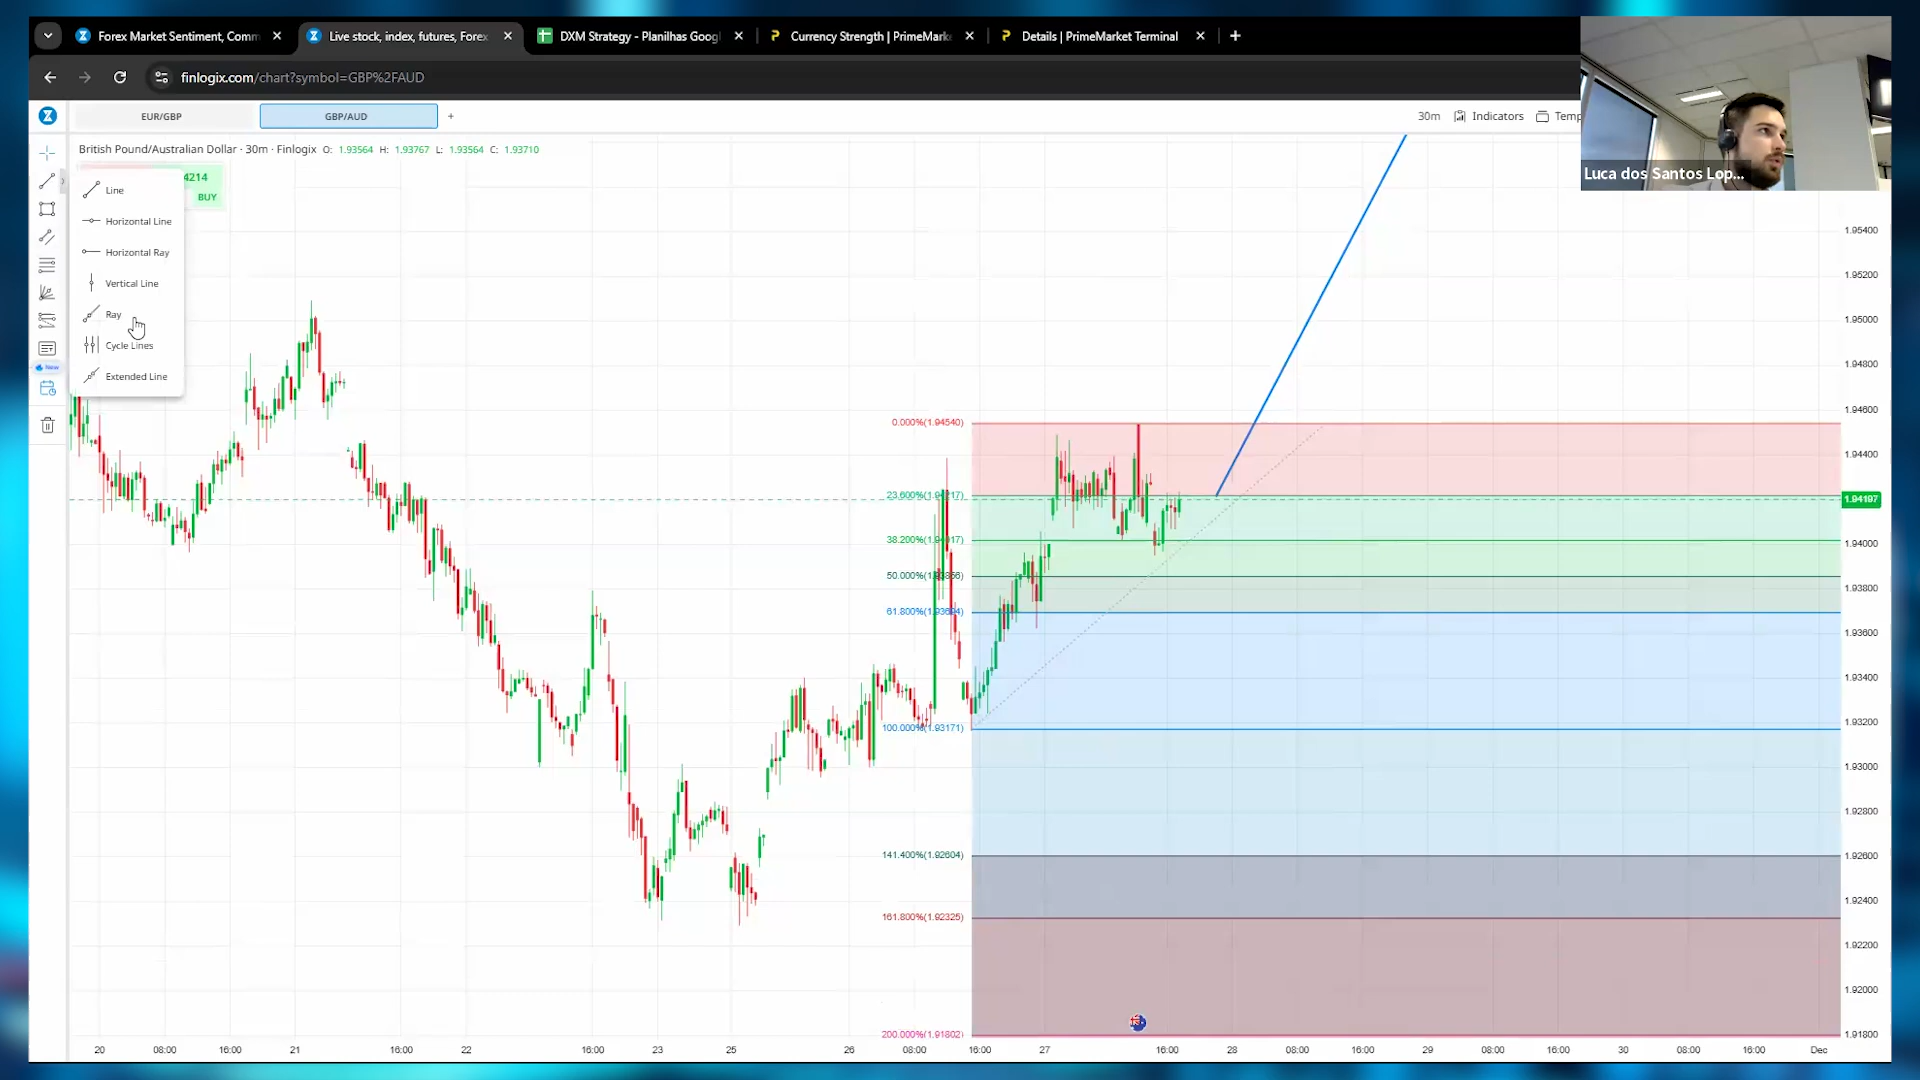 Forex Market Sentiment, Comm
Live stock, index, futures, Forex
DXM Strategy - Planilhas Goog
Currency Strength | PrimeMark
Details | PrimeMarket Terminal
finlogix.com/chart?symbol=GBP%2FAUD
EUR/GBP
GBP/AUD
30m
Indicators
Temp
Luca dos Santos Lop...
British Pound/Australian Dollar · 30m · Finlogix O: 1.93564 H: 1.93767 L: 1.93564 C: 1.93710
4214
BUY
Line
Horizontal Line
Horizontal Ray
Vertical Line
Ray
Cycle Lines
Extended Line
New
0.000%(1.94540)
23.600%(1.94217)
38.200%(1.94017)
50.000%(1.93856)
61.800%(1.93694)
100.000%(1.93171)
141.400%(1.92604)
161.800%(1.92325)
200.000%(1.91802)
1.95400
1.95200
1.95000
1.94800
1.94600
1.94400
1.94197
1.94000
1.93800
1.93600
1.93400
1.93200
1.93000
1.92800
1.92600
1.92400
1.92200
1.92000
1.91800
20 08:00 16:00 21 16:00 22 16:00 23 25 26 08:00 16:00 27 16:00 28 08:00 16:00 29 08:00 16:00 30 08:00 16:00 Dec